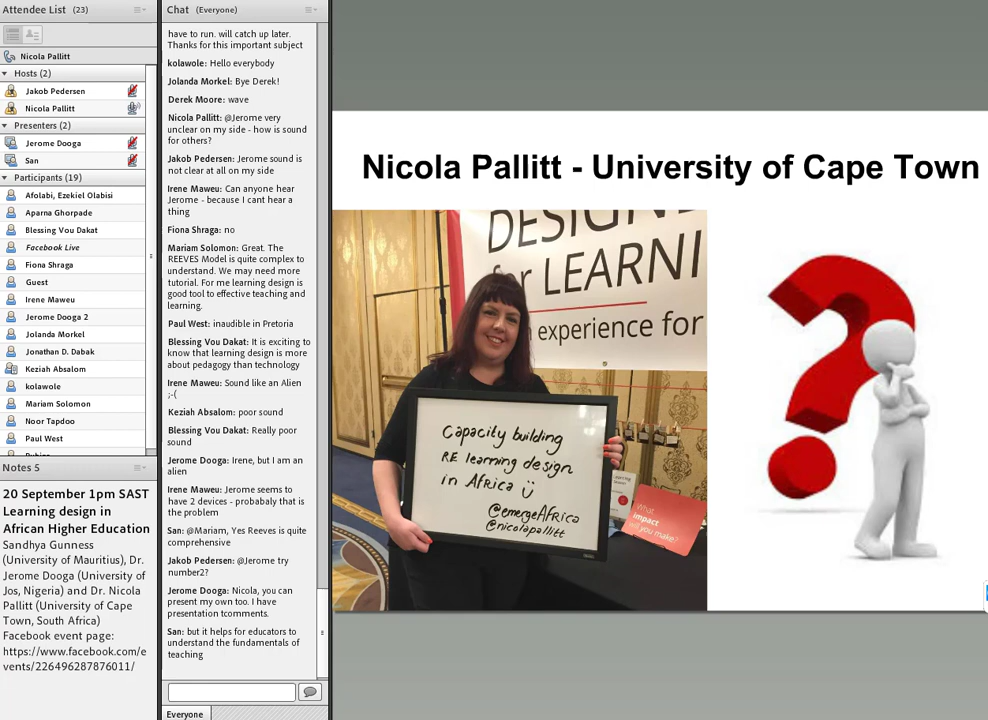 Attendee List (23)
Nicola Pallitt
Hosts (2)
Jakob Pedersen
Nicola Pallitt
Presenters (2)
Jerome Dooga
San
Participants (19)
Afolabi, Ezekiel Olabisi
Aparna Ghorpade
Blessing Vou Dakat
Facebook Live
Fiona Shraga
Guest
Irene Maweu
Jerome Dooga 2
Jolanda Morkel
Jonathan D. Dabak
Keziah Absalom
kolawole
Mariam Solomon
Noor Tapdoo
Paul West
Notes 5
20 September 1pm SAST
Learning design in
African Higher Education
Sandhya Gunness
(University of Mauritius), Dr.
Jerome Dooga (University of
Jos, Nigeria) and Dr. Nicola
Pallitt (University of Cape
Town, South Africa)
Facebook event page:
https://www.facebook.com/e
vents/226496287876011/
Chat (Everyone)
have to run. will catch up later.
Thanks for this important subject
kolawole: Hello everybody
Jolanda Morkel: Bye Derek!
Derek Moore: wave
Nicola Pallitt: @Jerome very
unclear on my side - how is sound
for others?
Jakob Pedersen: Jerome sound is
not clear at all on my side
Irene Maweu: Can anyone hear
Jerome - because I cant hear a
thing
Fiona Shraga: no
Mariam Solomon: Great. The
REEVES Model is quite complex to
understand. We may need more
tutorial. For me learning design is
good tool to effective teaching and
learning.
Paul West: inaudible in Pretoria
Blessing Vou Dakat: It is exciting to
know that learning design is more
about pedagogy than technology
Irene Maweu: Sound like an Alien
;-(
Keziah Absalom: poor sound
Blessing Vou Dakat: Really poor
sound
Jerome Dooga: Irene, but I am an
alien
Irene Maweu: Jerome seems to
have 2 devices - probabaly that is
the problem
San: @Mariam, Yes Reeves is quite
comprehensive
Jakob Pedersen: @Jerome try
number2?
Jerome Dooga: Nicola, you can
present my own too. I have
presentation tcomments.
San: but it helps for educators to
understand the fundamentals of
teaching
Everyone
Nicola Pallitt - University of Cape Town
DESIGNE
for LEARNI
experience for
Capacity building
RE learning design
in Africa
@emergeAfrica
@nicolapallitt
What
impact
will you make?